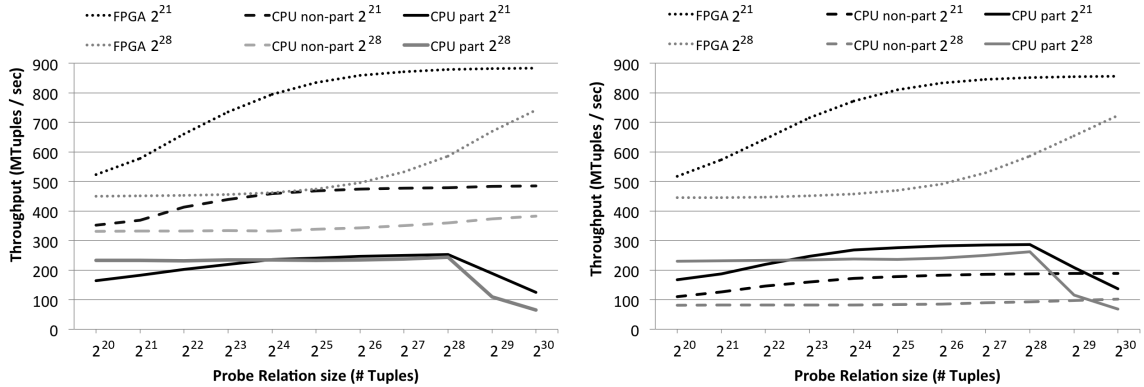 FPGA 2^21 CPU non-part 2^21 CPU part 2^21
FPGA 2^28 CPU non-part 2^28 CPU part 2^28
900
800
700
600
500
400
300
200
100
0
Throughput (MTuples / sec)
2^20 2^21 2^22 2^23 2^24 2^25 2^26 2^27 2^28 2^29 2^30
Probe Relation size (# Tuples)
FPGA 2^21 CPU non-part 2^21 CPU part 2^21
FPGA 2^28 CPU non-part 2^28 CPU part 2^28
900
800
700
600
500
400
300
200
100
0
Throughput (MTuples / sec)
2^20 2^21 2^22 2^23 2^24 2^25 2^26 2^27 2^28 2^29 2^30
Probe Relation size (# Tuples)